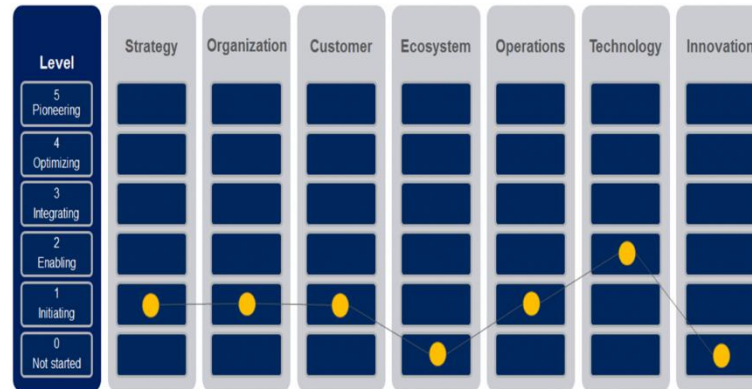 Level
Strategy
Organization
Customer
Ecosystem
Operations
Technology
Innovation
5
Pioneering
4
Optimizing
3
Integrating
2
Enabling
1
Initiating
0
Not started